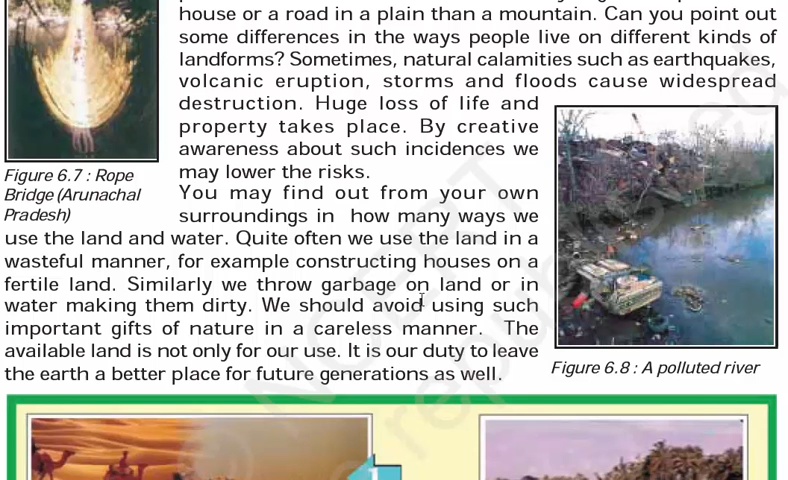 house or a road in a plain than a mountain. Can you point out
some differences in the ways people live on different kinds of
landforms? Sometimes, natural calamities such as earthquakes,
volcanic eruption, storms and floods cause widespread
destruction. Huge loss of life and
property takes place. By creative
awareness about such incidences we
may lower the risks.
Figure 6.7 : Rope
Bridge (Arunachal
Pradesh)
You may find out from your own
surroundings in how many ways we
use the land and water. Quite often we use the land in a
wasteful manner, for example constructing houses on a
fertile land. Similarly we throw garbage on land or in
water making them dirty. We should avoid using such
important gifts of nature in a careless manner. The
available land is not only for our use. It is our duty to leave
the earth a better place for future generations as well.
Figure 6.8 : A polluted river
© NCERT
republished
1